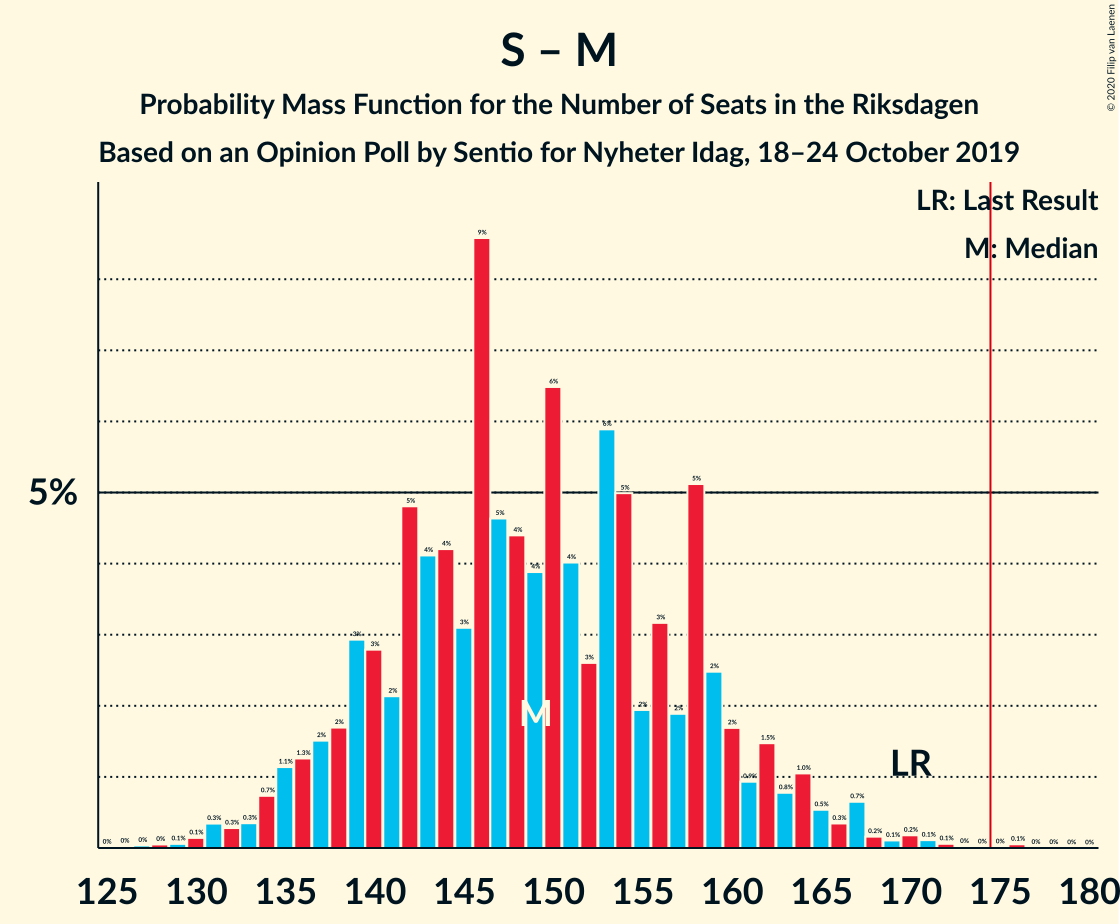 S – M
Probability Mass Function for the Number of Seats in the Riksdagen
Based on an Opinion Poll by Sentio for Nyheter Idag, 18–24 October 2019
© 2020 Filip van Laenen
LR: Last Result
M: Median
5%
0% 0% 0% 0% 0.1% 0.1% 0.3% 0.3% 0.3% 0.7% 1.1% 1.3% 2% 2% 3% 3% 2% 5% 4% 4% 3% 9% 5% 4% 4% 6% 4% 3% 6% 5% 2% 3% 2% 5% 2% 2% 0.9% 1.5% 0.8% 1.0% 0.5% 0.3% 0.7% 0.2% 0.1% 0.2% 0.1% 0.1% 0% 0% 0% 0.1% 0% 0% 0% 0%
M
LR
125 130 135 140 145 150 155 160 165 170 175 180